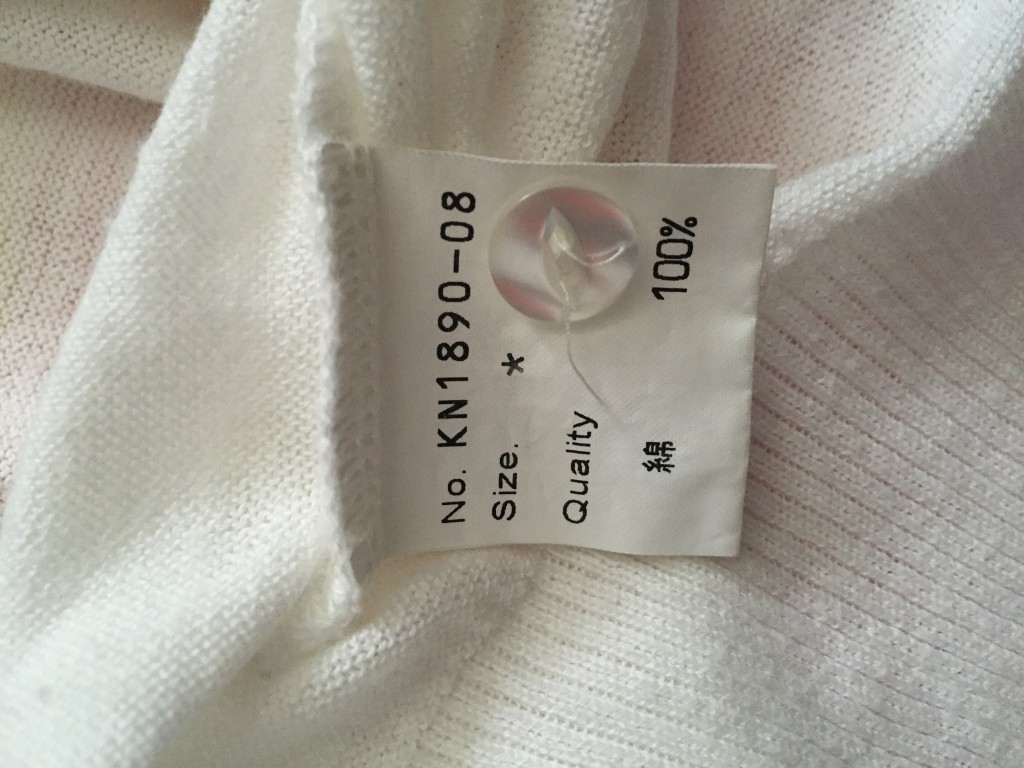 No. KN1890-08
Size. *
Quality
綿 100%